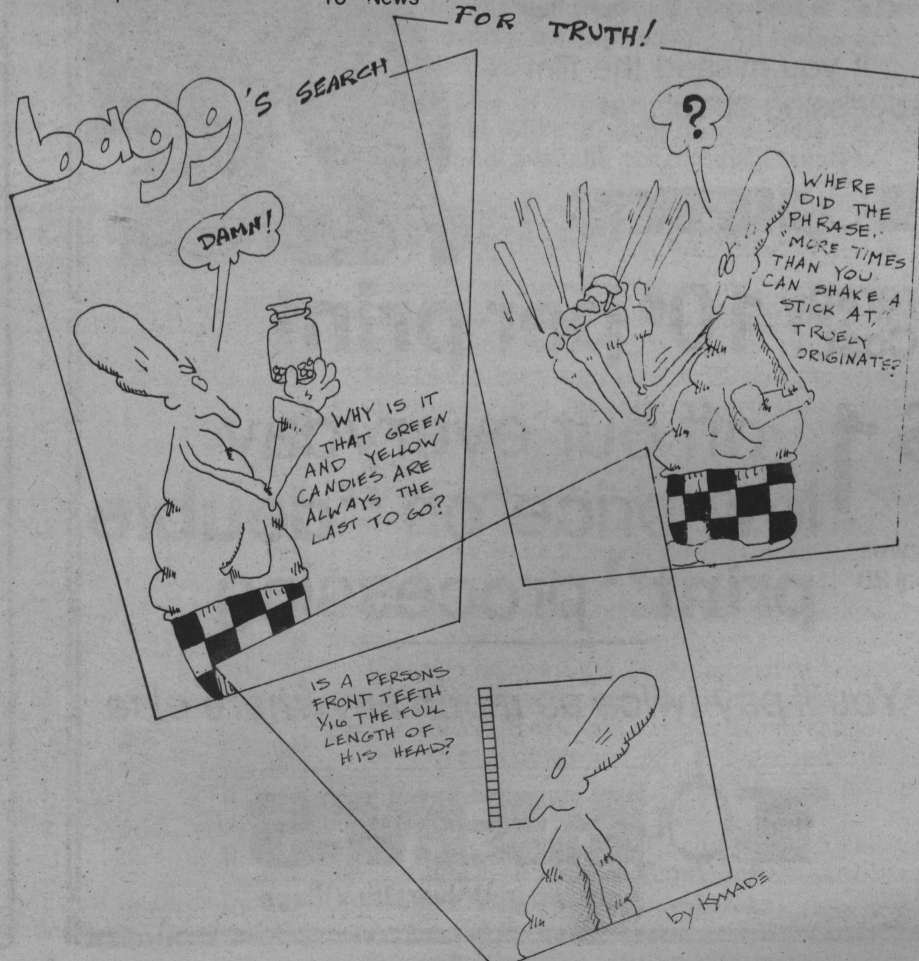 10 News
bagg's SEARCH
FOR TRUTH!
DAMN!
WHY IS IT
THAT GREEN
AND YELLOW
CANDIES ARE
ALWAYS THE
LAST TO GO?
?
WHERE
DID THE
PHRASE,
"MORE TIMES
THAN YOU
CAN SHAKE A
STICK AT,"
TRUELY
ORIGINATE?
IS A PERSONS
FRONT TEETH
1/16 THE FULL
LENGTH OF
HIS HEAD?
by KYMADE